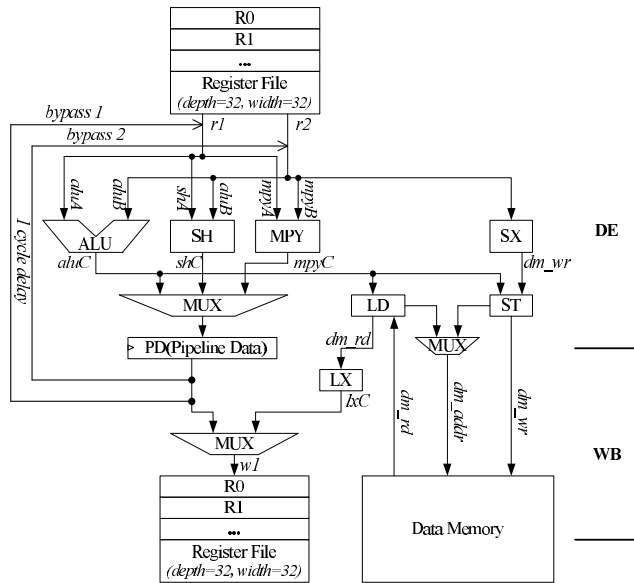 R0
R1
...
Register File
(depth=32, width=32)
bypass 1
r1
r2
bypass 2
aluA
aluB
shA
aluB
mpyA
mpyB
1 cycle delay
ALU
SH
MPY
SX
DE
aluC
shC
mpyC
dm_wr
MUX
LD
ST
PD(Pipeline Data)
MUX
dm_rd
LX
lxC
dm_rd
dm_addr
dm_wr
MUX
w1
WB
R0
R1
...
Register File
(depth=32, width=32)
Data Memory